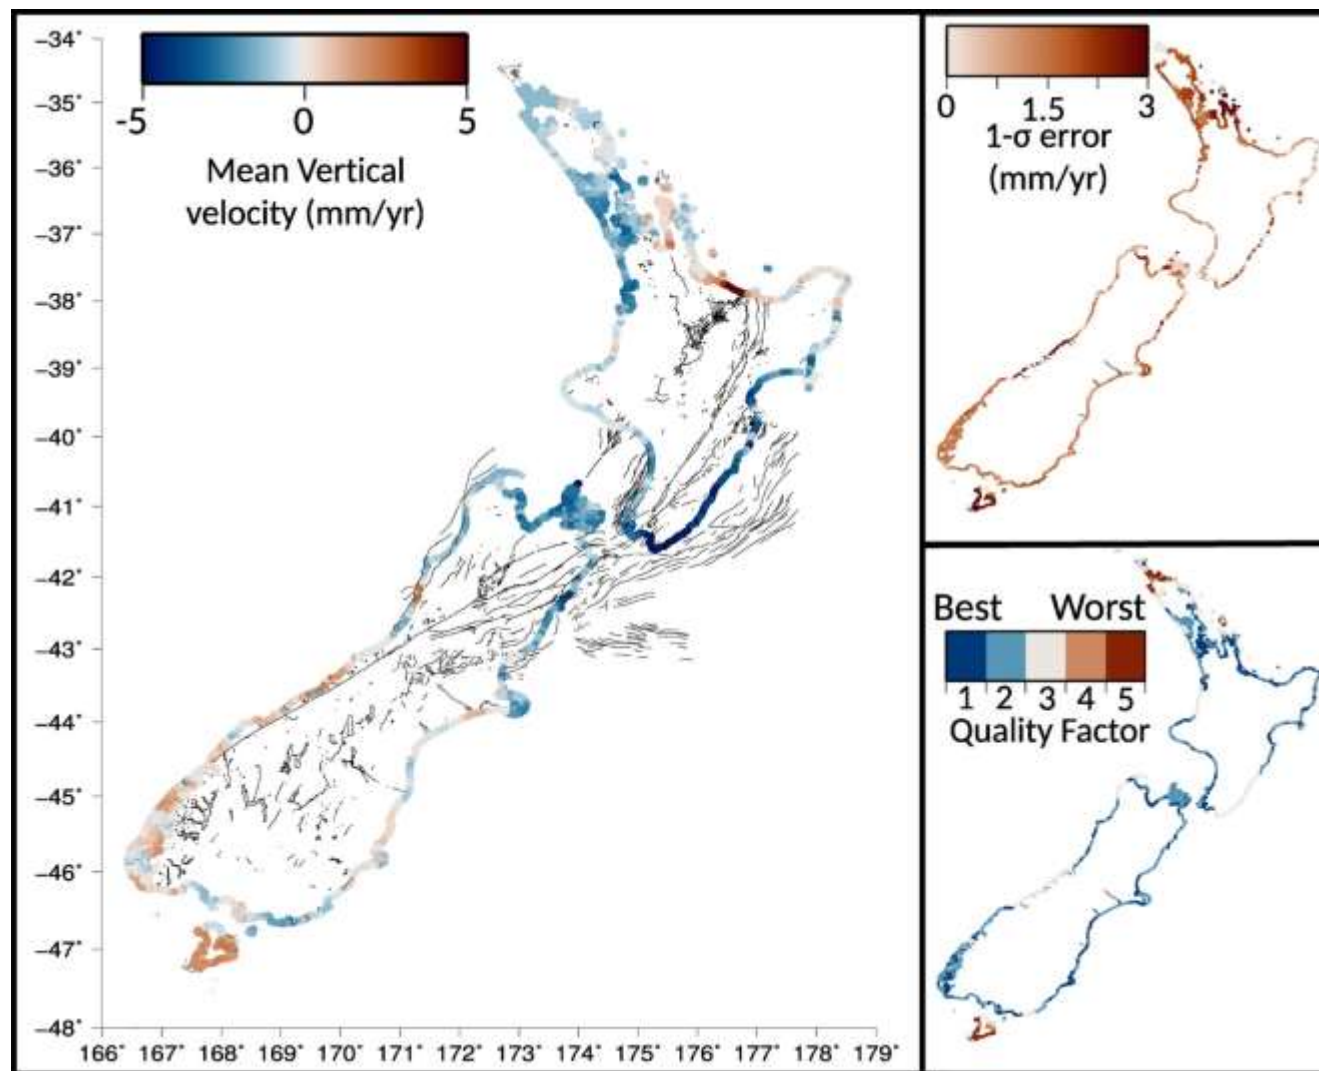 -5 0 5
Mean Vertical
velocity (mm/yr)
−34°
−35°
−36°
−37°
−38°
−39°
−40°
−41°
−42°
−43°
−44°
−45°
−46°
−47°
−48°
166° 167° 168° 169° 170° 171° 172° 173° 174° 175° 176° 177° 178° 179°
0 1.5 3
1-σ error
(mm/yr)
Best Worst
1 2 3 4 5
Quality Factor